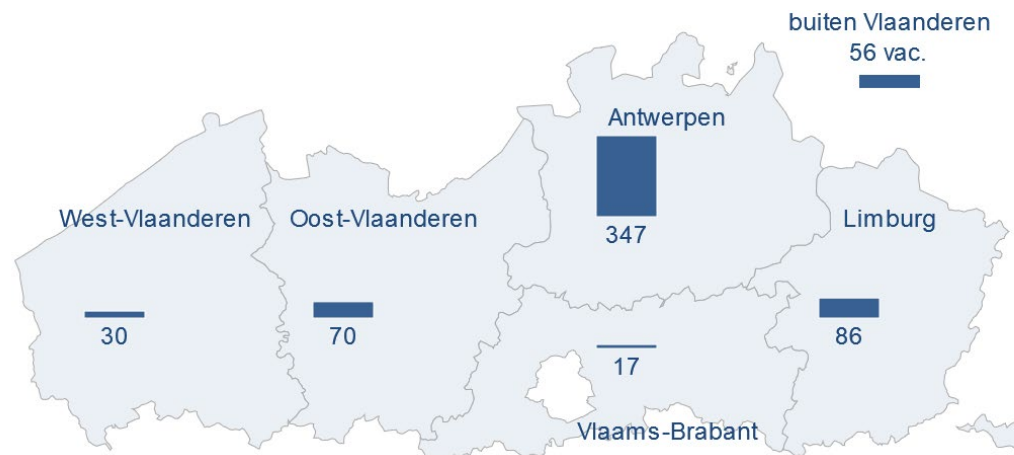 buiten Vlaanderen
56 vac.
Antwerpen
347
West-Vlaanderen
30
Oost-Vlaanderen
70
Limburg
86
17
Vlaams-Brabant